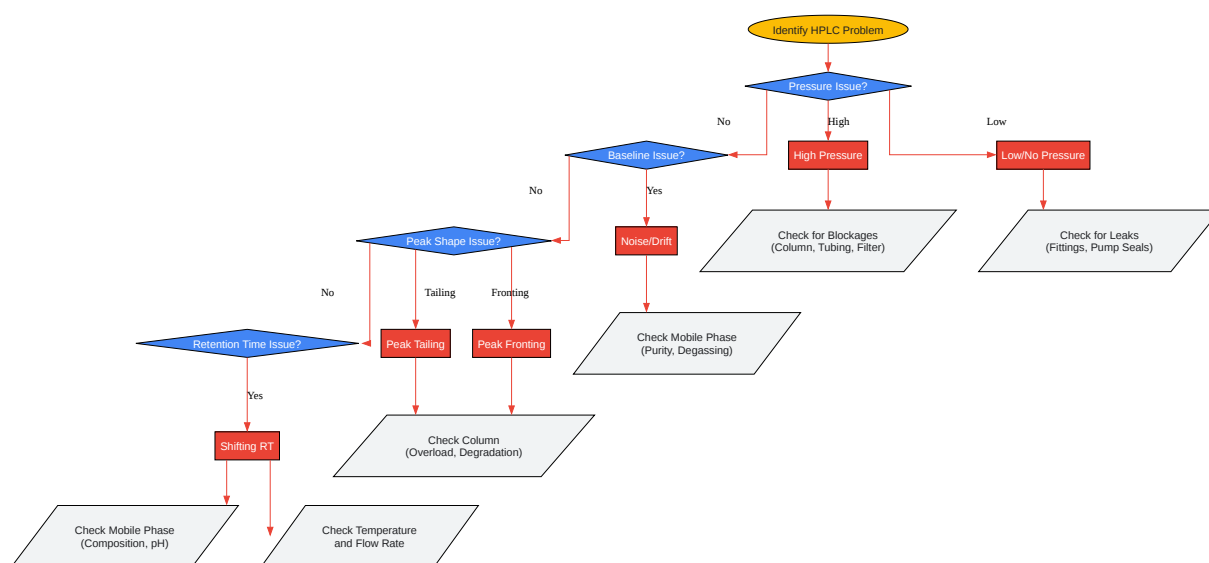 Identify HPLC Problem
Pressure Issue?
No
High
Low
Baseline Issue?
High Pressure
Low/No Pressure
No
Yes
Peak Shape Issue?
Noise/Drift
Check for Blockages
(Column, Tubing, Filter)
Check for Leaks
(Fittings, Pump Seals)
No
Tailing
Fronting
Retention Time Issue?
Peak Tailing
Peak Fronting
Check Mobile Phase
(Purity, Degassing)
Yes
Shifting RT
Check Column
(Overload, Degradation)
Check Mobile Phase
(Composition, pH)
Check Temperature
and Flow Rate